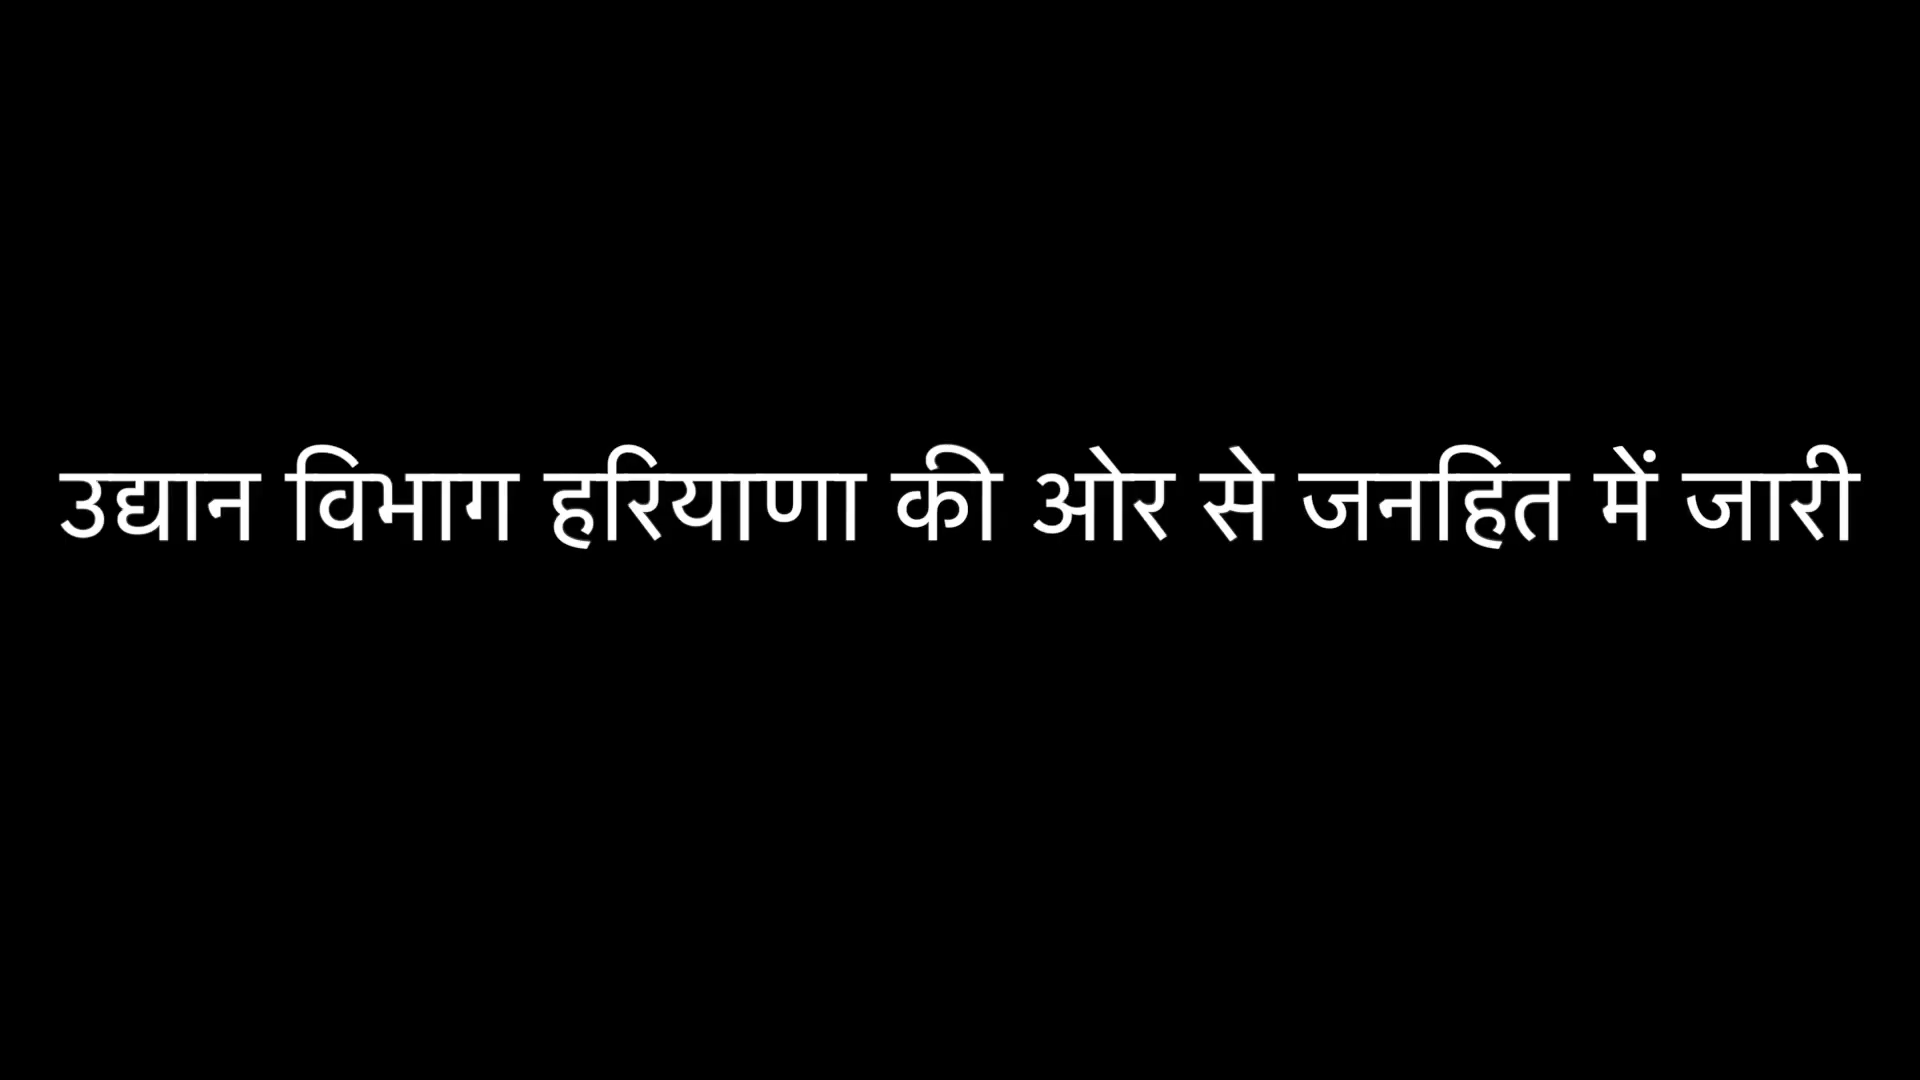 उद्यान विभाग हरियाणा की ओर से जनहित में जारी